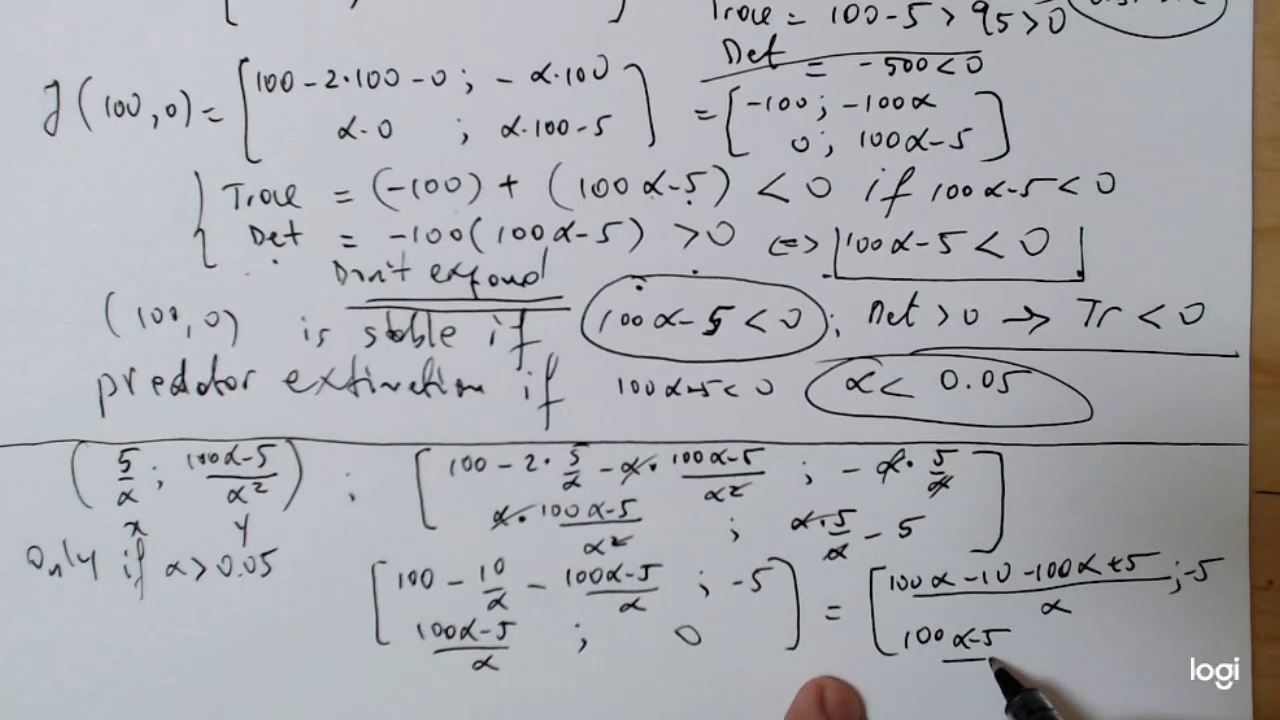 Trace = 100-5 > 95 > 0
Det = -500 < 0
J(100,0) = [100-2·100-0 ; -α·100
α·0 ; α·100-5]
= [-100 ; -100α
0 ; 100α-5]
Trace = (-100) + (100α-5) < 0 if 100α-5 < 0
Det = -100(100α-5) > 0 <=> 100α-5 < 0
Don't expand
(100,0) is stable if 100α-5 < 0 ; Det > 0 → Tr < 0
predator extinction if 100α-5 < 0 α < 0.05
(5/α ; 100α-5/α²) ; [100 - 2·5/α - α·100α-5/α² ; -α·5/α
α·100α-5/α² ; α·5/α - 5]
x y
Only if α > 0.05
[100 - 10/α - 100α-5/α ; -5
100α-5/α ; 0]
= [100α-10-100α+5/α ; -5
100α-5
logi